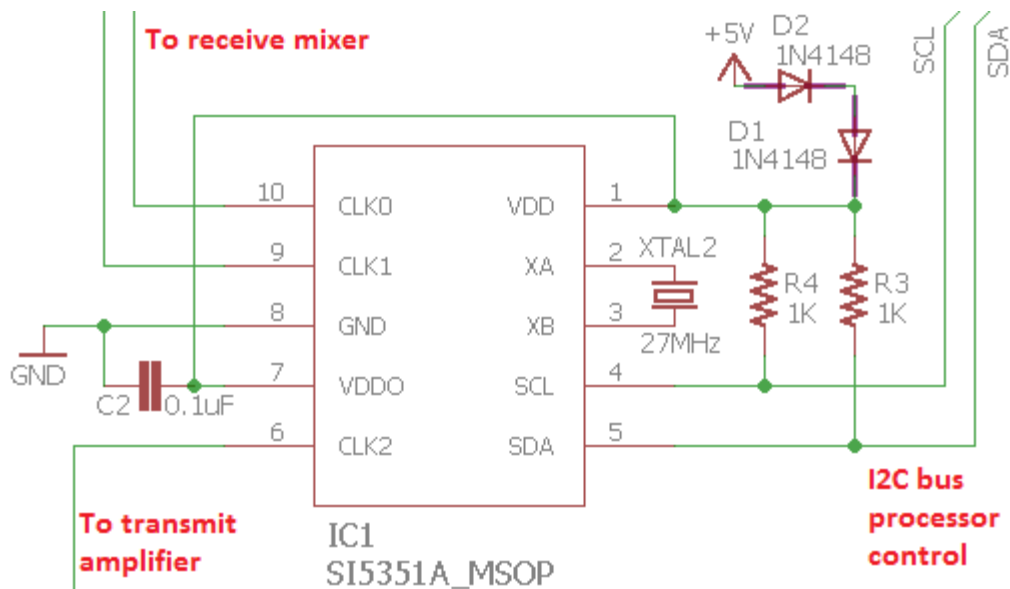 To receive mixer
+5V
D2
1N4148
SCL
SDA
D1
1N4148
10
CLK0
VDD
1
9
CLK1
XA
2
XTAL2
8
GND
XB
3
27MHz
R4
1K
R3
1K
GND
7
VDDO
SCL
4
C2
0.1uF
6
CLK2
SDA
5
To transmit
amplifier
IC1
SI5351A_MSOP
I2C bus
processor
control